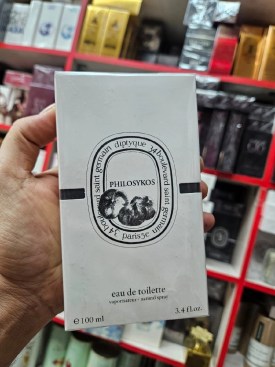 diptyque 34 boulevard saint germain paris5e
34 boulevard saint germain
PHILOSYKOS
eau de toilette
vaporisateur - natural spray
℮ 100 ml
3.4 fl.oz.